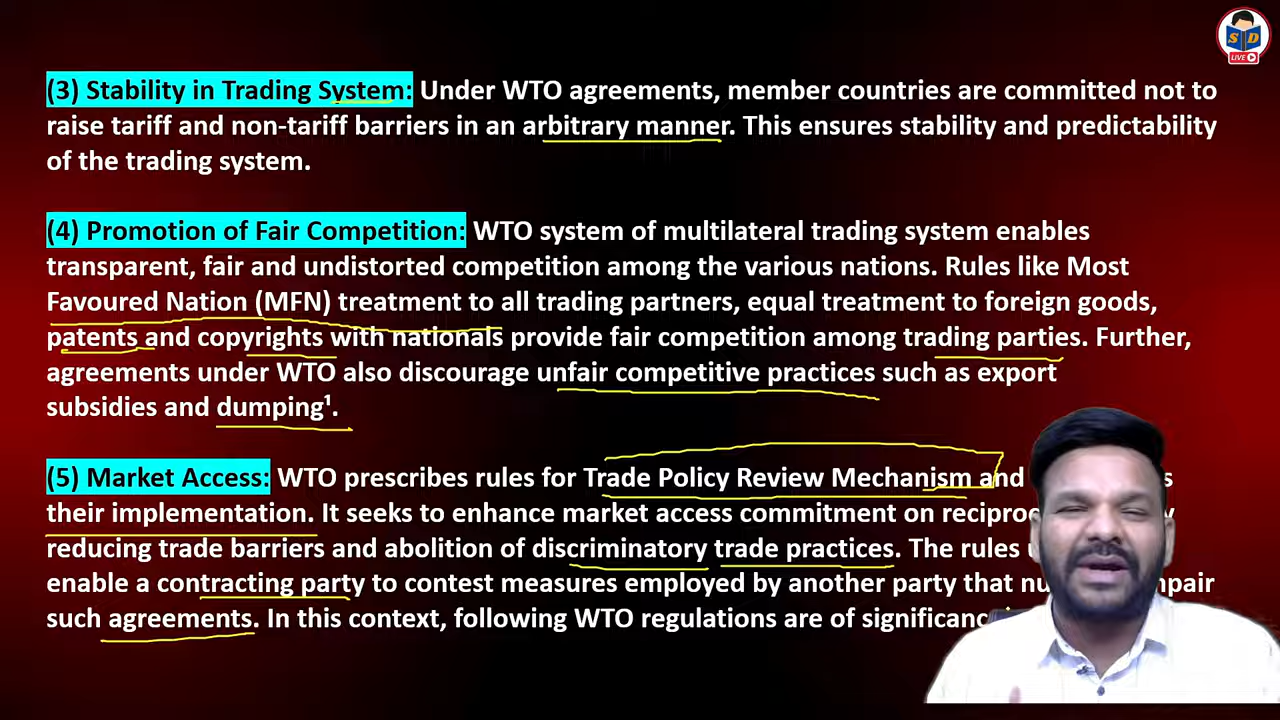 S D
LIVE
(3) Stability in Trading System: Under WTO agreements, member countries are committed not to
raise tariff and non-tariff barriers in an arbitrary manner. This ensures stability and predictability
of the trading system.
(4) Promotion of Fair Competition: WTO system of multilateral trading system enables
transparent, fair and undistorted competition among the various nations. Rules like Most
Favoured Nation (MFN) treatment to all trading partners, equal treatment to foreign goods,
patents and copyrights with nationals provide fair competition among trading parties. Further,
agreements under WTO also discourage unfair competitive practices such as export
subsidies and dumping¹.
(5) Market Access: WTO prescribes rules for Trade Policy Review Mechanism and
their implementation. It seeks to enhance market access commitment on
reducing trade barriers and abolition of discriminatory trade practices. The rules
enable a contracting party to contest measures employed by another party that
such agreements. In this context, following WTO regulations are of